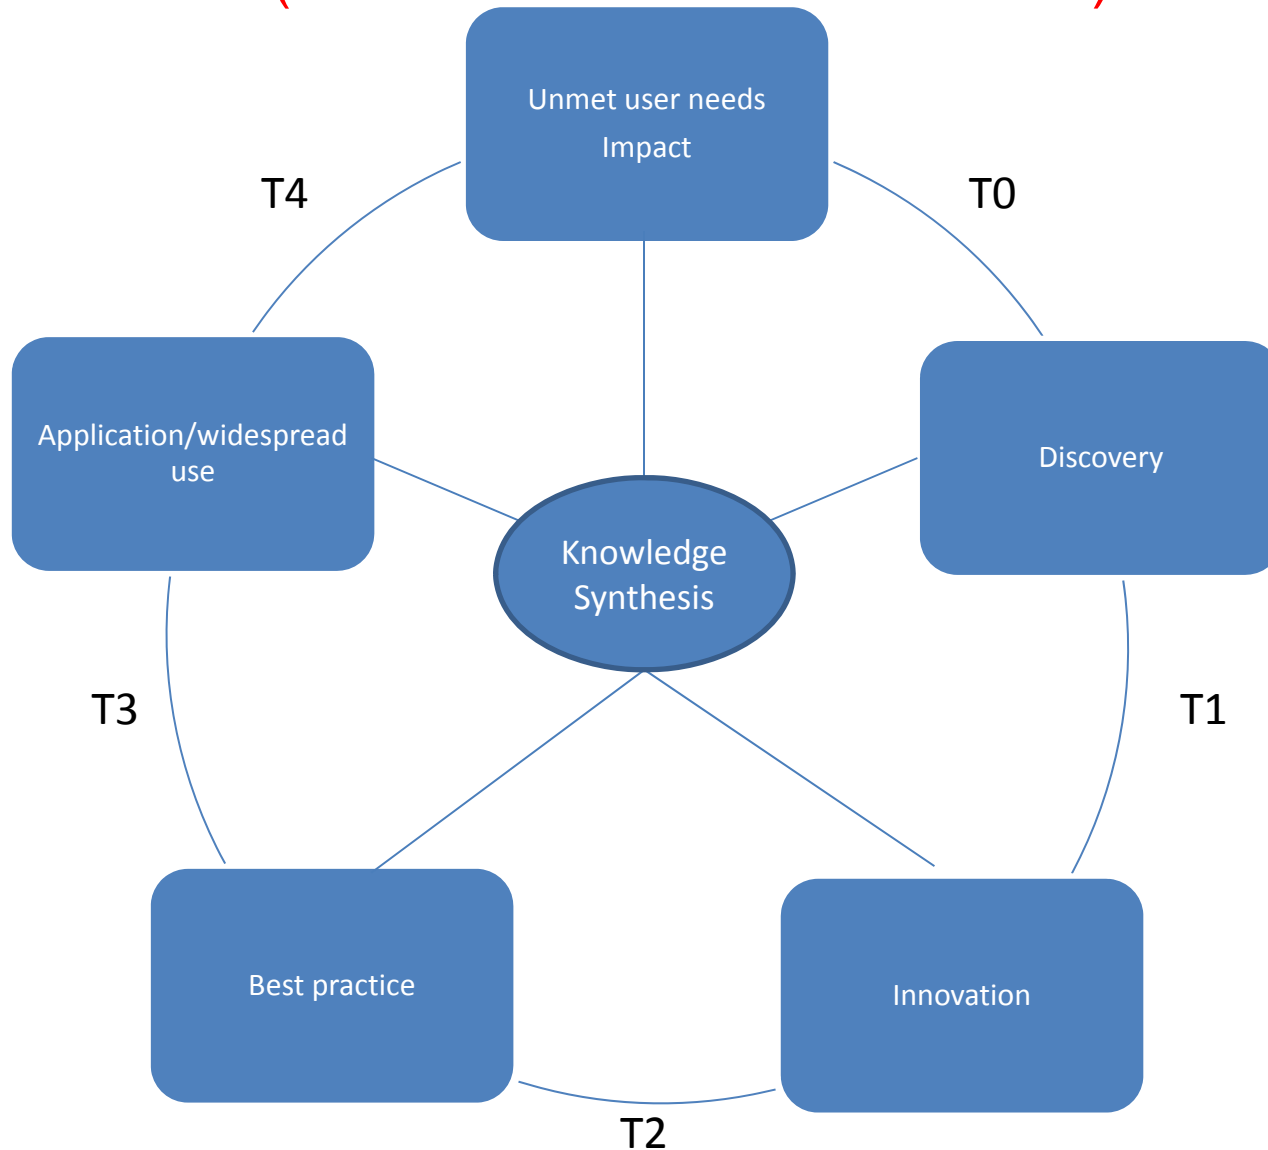 Unmet user needs
Impact
T4
T0
Application/widespread
use
Discovery
Knowledge
Synthesis
T3
T1
Best practice
Innovation
T2